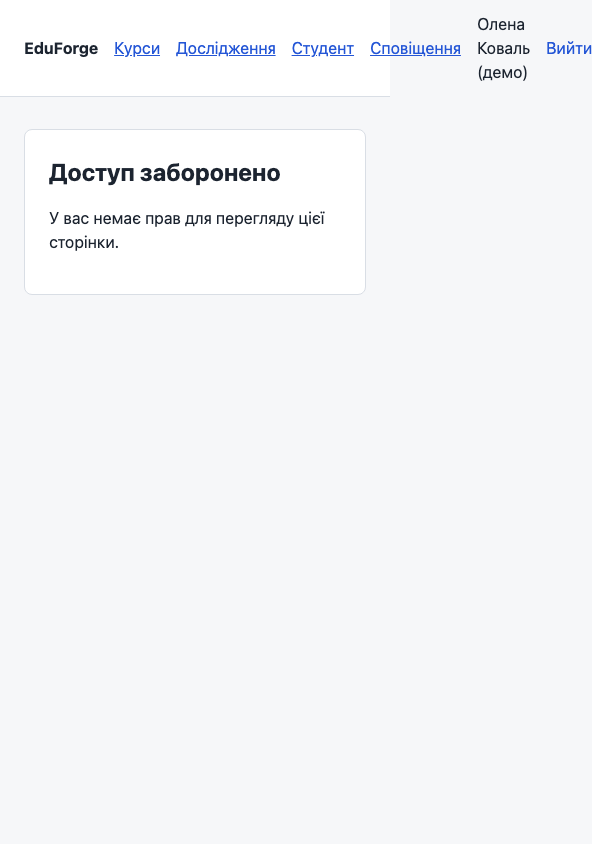 EduForge Курси Дослідження Студент Сповіщення Олена Коваль (демо) Вийти
Доступ заборонено
У вас немає прав для перегляду цієї
сторінки.